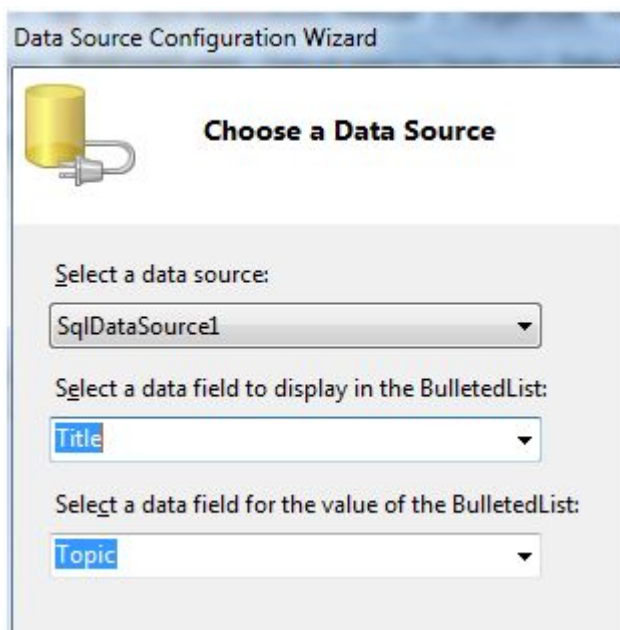 Data Source Configuration Wizard
Choose a Data Source
Select a data source:
SqlDataSource1
Select a data field to display in the BulletedList:
Title
Select a data field for the value of the BulletedList:
Topic